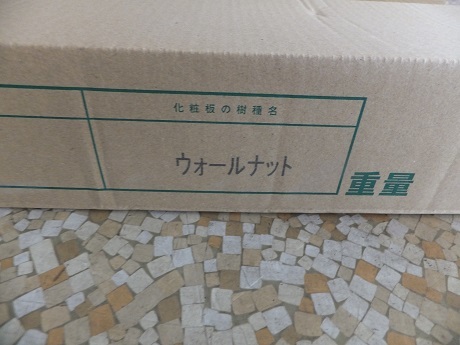 化粧板の樹種名
ウォールナット
重量